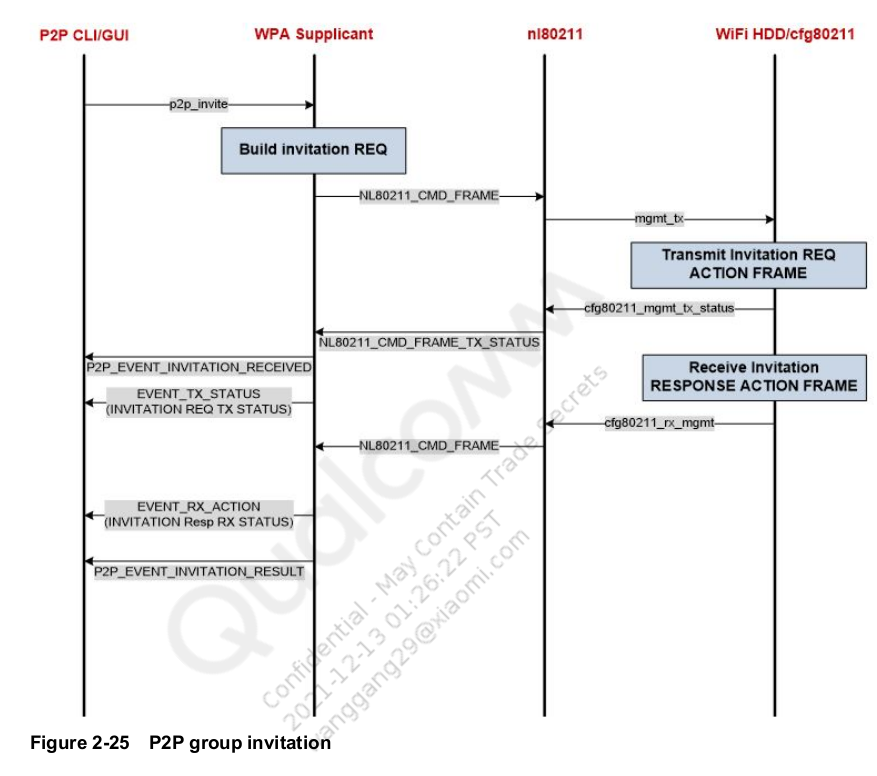 P2P CLI/GUI
WPA Supplicant
nl80211
WiFi HDD/cfg80211
p2p_invite
Build invitation REQ
NL80211_CMD_FRAME
mgmt_tx
Transmit Invitation REQ
ACTION FRAME
cfg80211_mgmt_tx_status
NL80211_CMD_FRAME_TX_STATUS
P2P_EVENT_INVITATION_RECEIVED
Receive Invitation
RESPONSE ACTION FRAME
EVENT_TX_STATUS
(INVITATION REQ TX STATUS)
cfg80211_rx_mgmt
NL80211_CMD_FRAME
EVENT_RX_ACTION
(INVITATION Resp RX STATUS)
P2P_EVENT_INVITATION_RESULT
Qualcomm
Confidential - May Contain Trade Secrets
2021-12-13 01:26:22 PST
anggang29@xiaomi.com
Figure 2-25 P2P group invitation